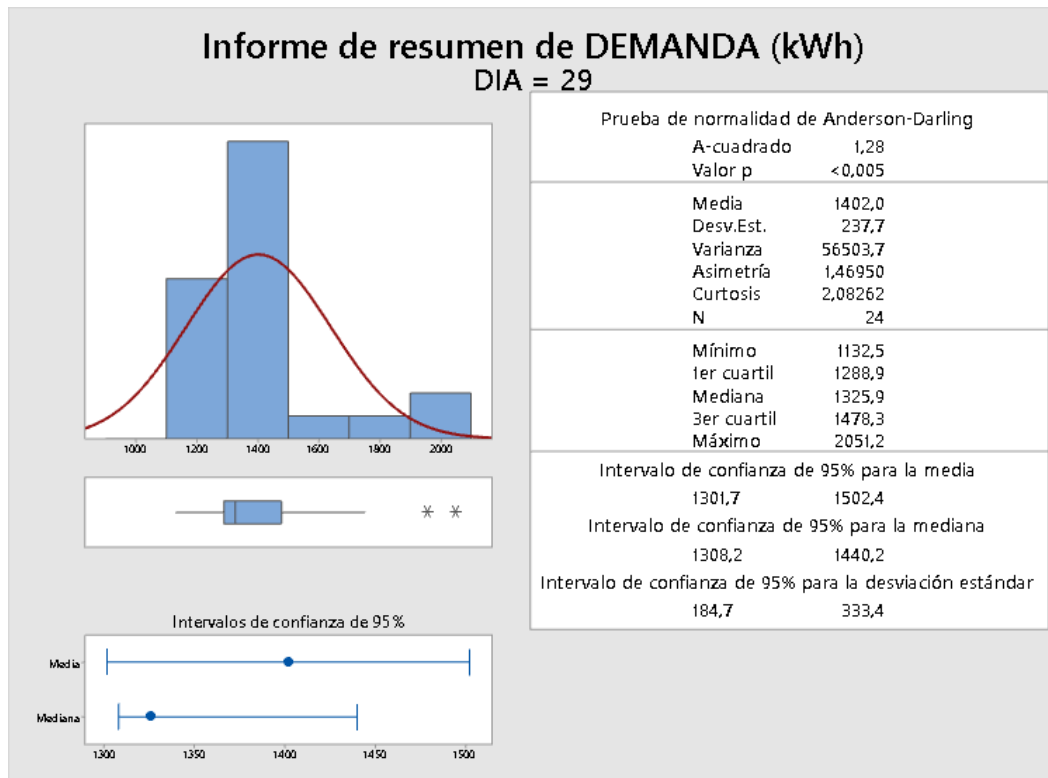 Informe de resumen de DEMANDA (kWh)
DIA = 29
1000 1200 1400 1600 1800 2000
Intervalos de confianza de 95%
Media
Mediana
1300 1350 1400 1450 1500
Prueba de normalidad de Anderson-Darling
A-cuadrado 1,28
Valor p <0,005
Media 1402,0
Desv.Est. 237,7
Varianza 56503,7
Asimetría 1,46950
Curtosis 2,08262
N 24
Mínimo 1132,5
1er cuartil 1288,9
Mediana 1325,9
3er cuartil 1478,3
Máximo 2051,2
Intervalo de confianza de 95% para la media
1301,7 1502,4
Intervalo de confianza de 95% para la mediana
1308,2 1440,2
Intervalo de confianza de 95% para la desviación estándar
184,7 333,4